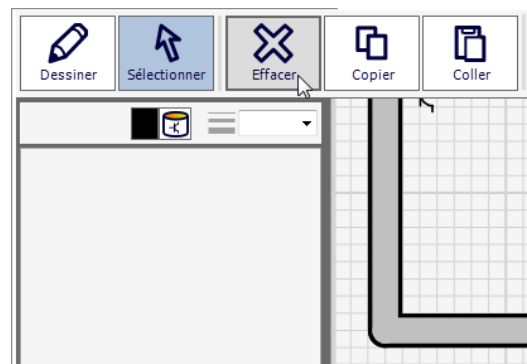 Dessiner
Sélectionner
Effacer
Copier
Coller